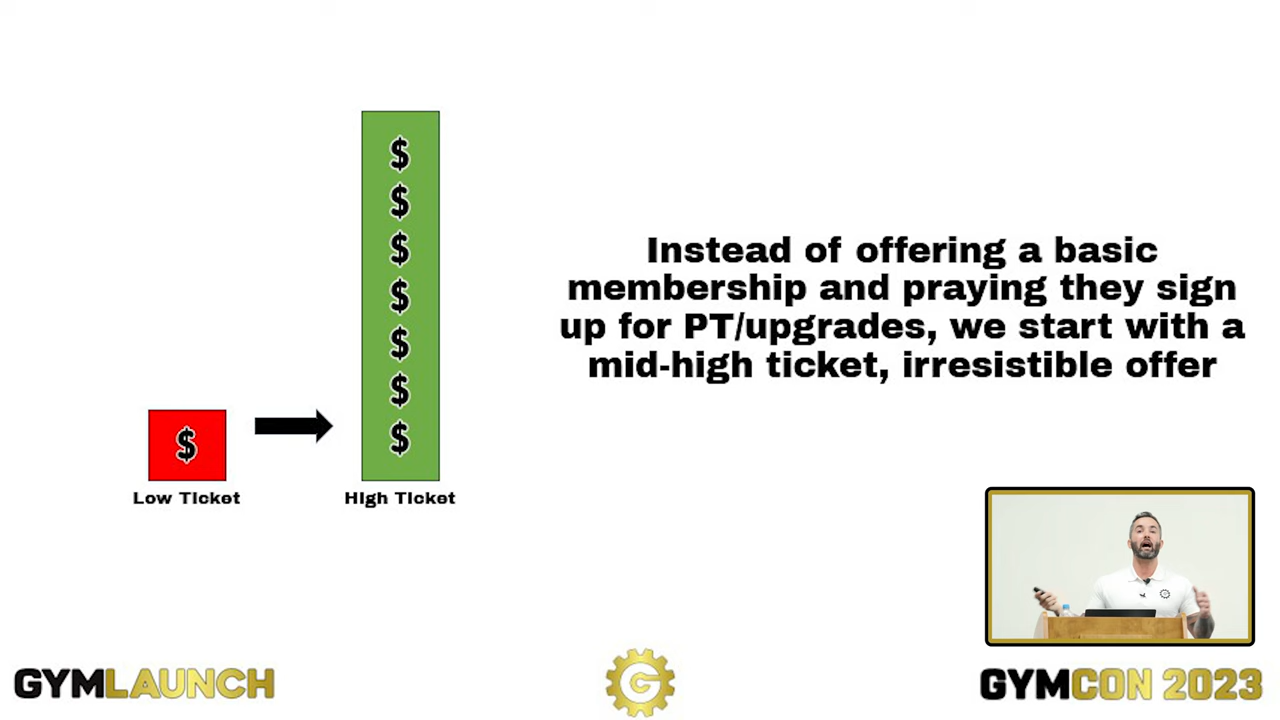 $
$
$
$
$
$
$
$
Low Ticket
High Ticket
Instead of offering a basic
membership and praying they sign
up for PT/upgrades, we start with a
mid-high ticket, irresistible offer
GYMLAUNCH
G
GYMCON 2023